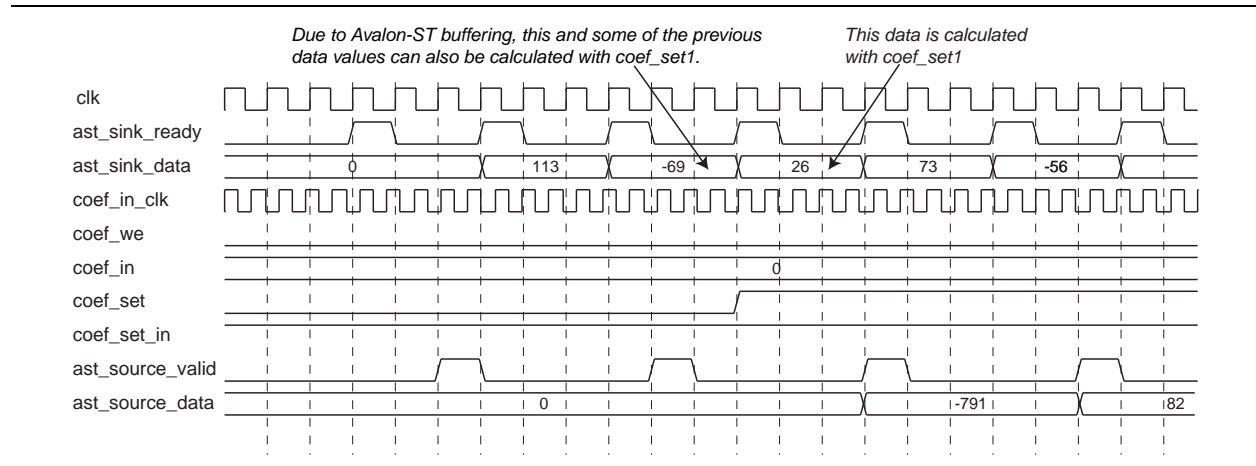 Due to Avalon-ST buffering, this and some of the previous
data values can also be calculated with coef_set1.
This data is calculated
with coef_set1
clk
ast_sink_ready
ast_sink_data 0 113 -69 26 73 -56
coef_in_clk
coef_we
coef_in 0
coef_set
coef_set_in
ast_source_valid
ast_source_data 0 -791 82